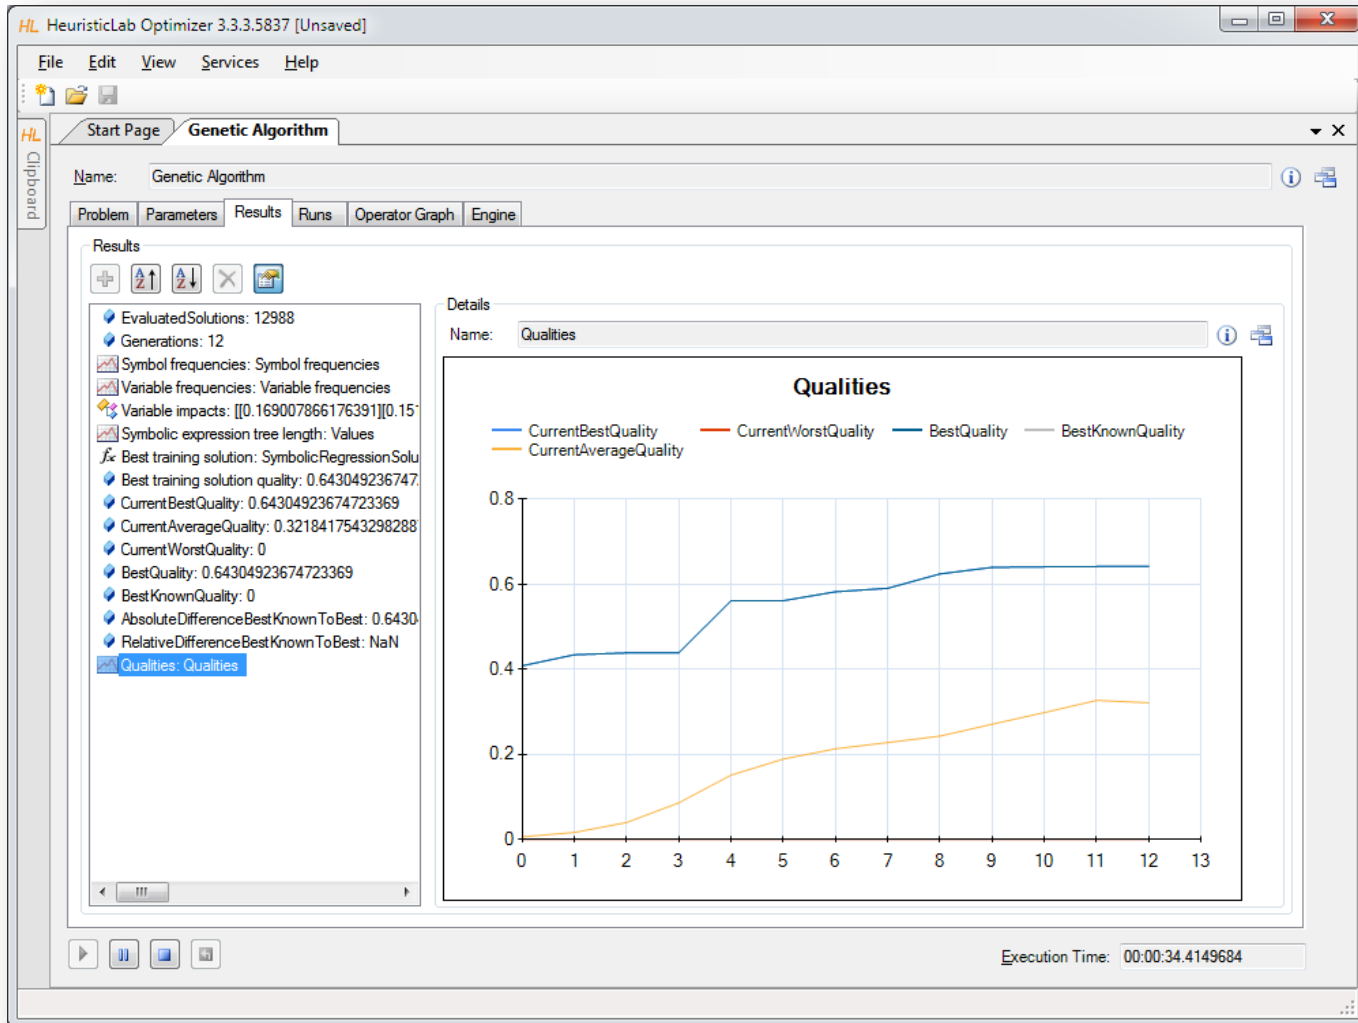 HL HeuristicLab Optimizer 3.3.3.5837 [Unsaved]
File Edit View Services Help
HL Clipboard
Start Page Genetic Algorithm
Name: Genetic Algorithm
Problem Parameters Results Runs Operator Graph Engine
Results
EvaluatedSolutions: 12988
Generations: 12
Symbol frequencies: Symbol frequencies
Variable frequencies: Variable frequencies
Variable impacts: [[0.169007866176391][0.15
Symbolic expression tree length: Values
Best training solution: SymbolicRegressionSolu
Best training solution quality: 0.643049236747
CurrentBestQuality: 0.64304923674723369
CurrentAverageQuality: 0.3218417543298288
CurrentWorstQuality: 0
BestQuality: 0.64304923674723369
BestKnownQuality: 0
AbsoluteDifferenceBestKnownToBest: 0.6430
RelativeDifferenceBestKnownToBest: NaN
Qualities: Qualities
Details
Name: Qualities
Qualities
CurrentBestQuality CurrentWorstQuality BestQuality BestKnownQuality
CurrentAverageQuality
0.8
0.6
0.4
0.2
0
0 1 2 3 4 5 6 7 8 9 10 11 12 13
Execution Time: 00:00:34.4149684